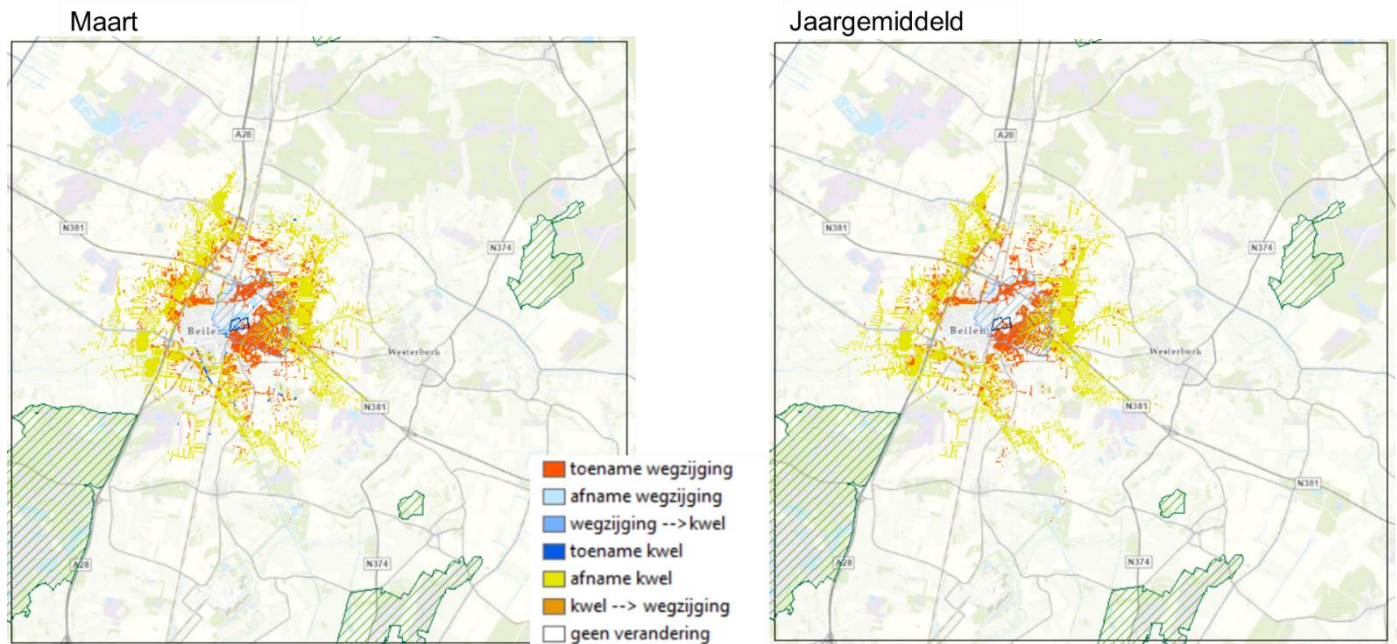 Maart
Jaargemiddeld
A28
N381
N374
Beilen
Westerbork
N381
A28
N374
A28
N381
N374
Beilen
Westerbork
N381
N381
A28
N374
toename wegzijging
afname wegzijging
wegzijging -->kwel
toename kwel
afname kwel
kwel --> wegzijging
geen verandering